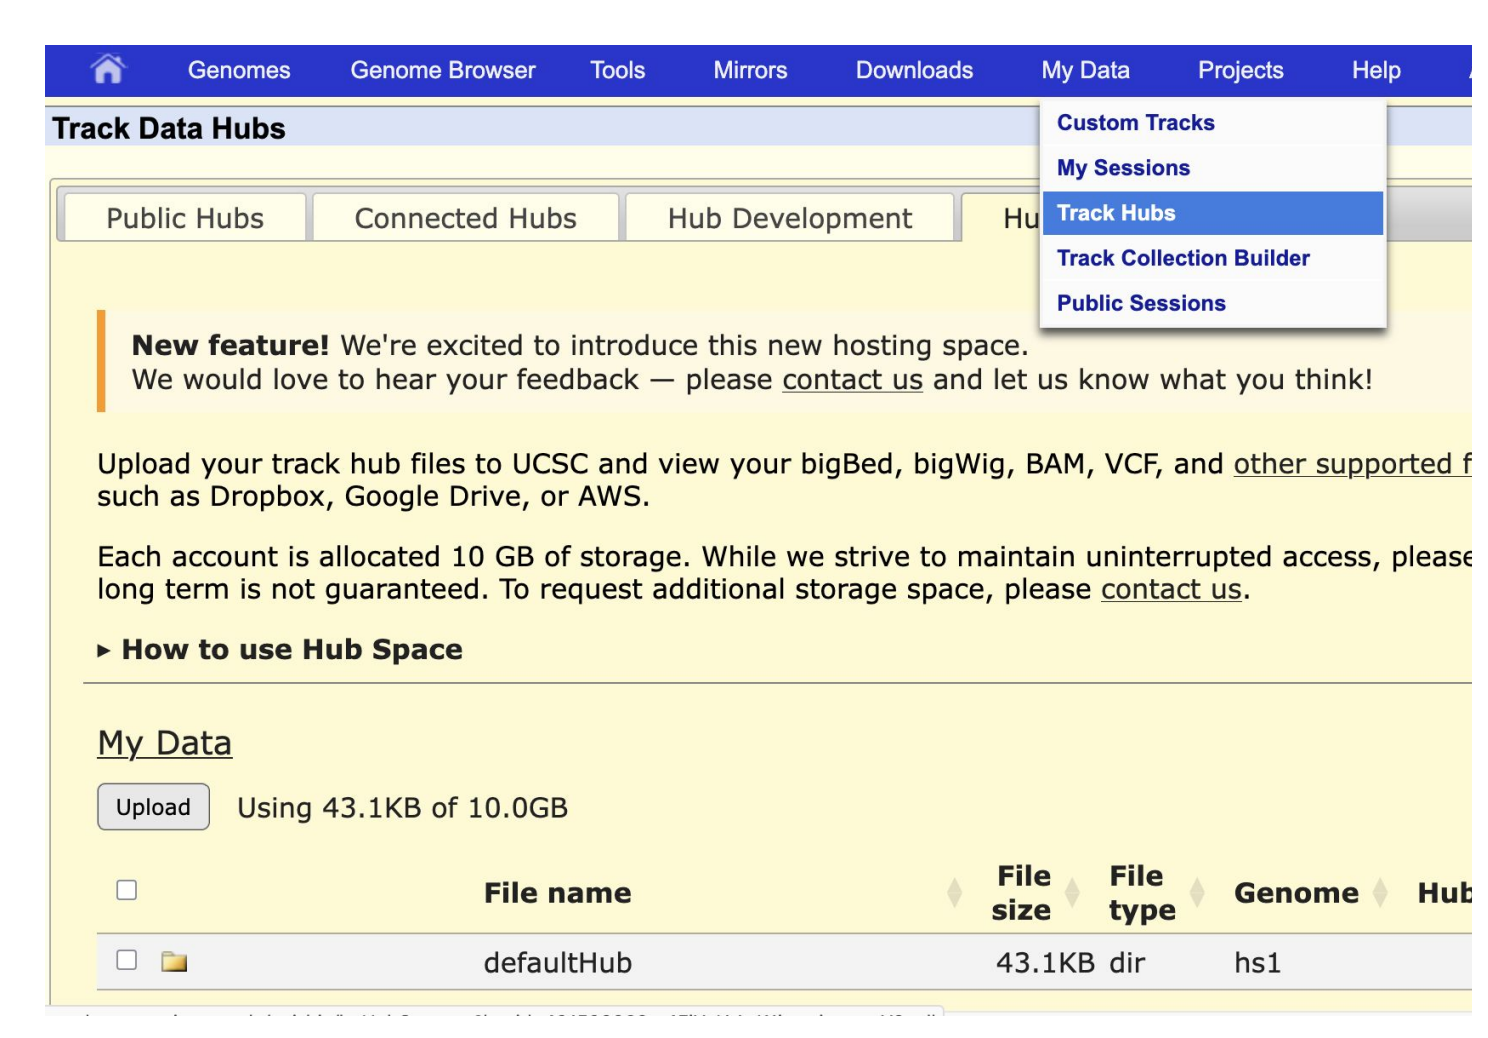 Genomes Genome Browser Tools Mirrors Downloads My Data Projects Help
Track Data Hubs
Custom Tracks
My Sessions
Track Hubs
Track Collection Builder
Public Sessions
Public Hubs Connected Hubs Hub Development Hu
New feature! We're excited to introduce this new hosting space.
We would love to hear your feedback — please contact us and let us know what you think!
Upload your track hub files to UCSC and view your bigBed, bigWig, BAM, VCF, and other supported f
such as Dropbox, Google Drive, or AWS.
Each account is allocated 10 GB of storage. While we strive to maintain uninterrupted access, please
long term is not guaranteed. To request additional storage space, please contact us.
▸ How to use Hub Space
My Data
Upload Using 43.1KB of 10.0GB
File name File size File type Genome Hub
defaultHub 43.1KB dir hs1